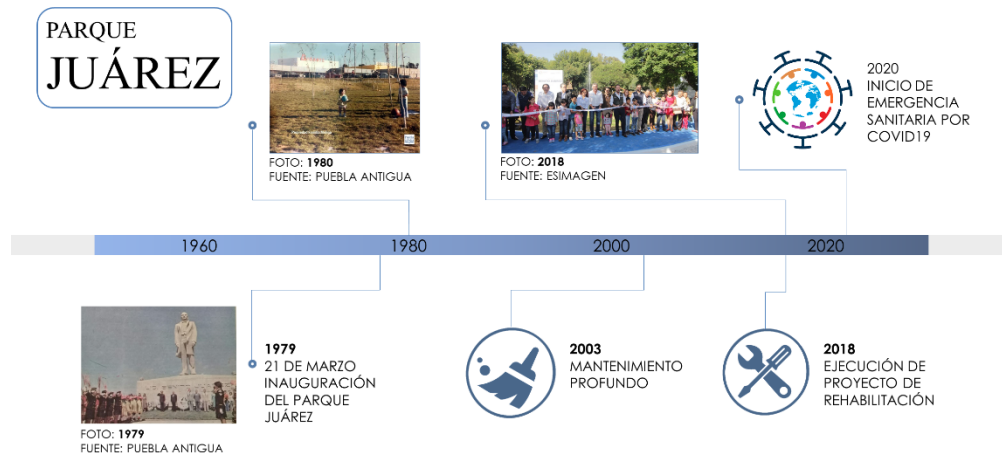 PARQUE
JUÁREZ
FOTO: 1980
FUENTE: PUEBLA ANTIGUA
FOTO: 2018
FUENTE: ESIMAGEN
2020
INICIO DE
EMERGENCIA
SANITARIA POR
COVID19
1960
1980
2000
2020
FOTO: 1979
FUENTE: PUEBLA ANTIGUA
1979
21 DE MARZO
INAUGURACIÓN
DEL PARQUE
JUÁREZ
2003
MANTENIMIENTO
PROFUNDO
2018
EJECUCIÓN DE
PROYECTO DE
REHABILITACIÓN